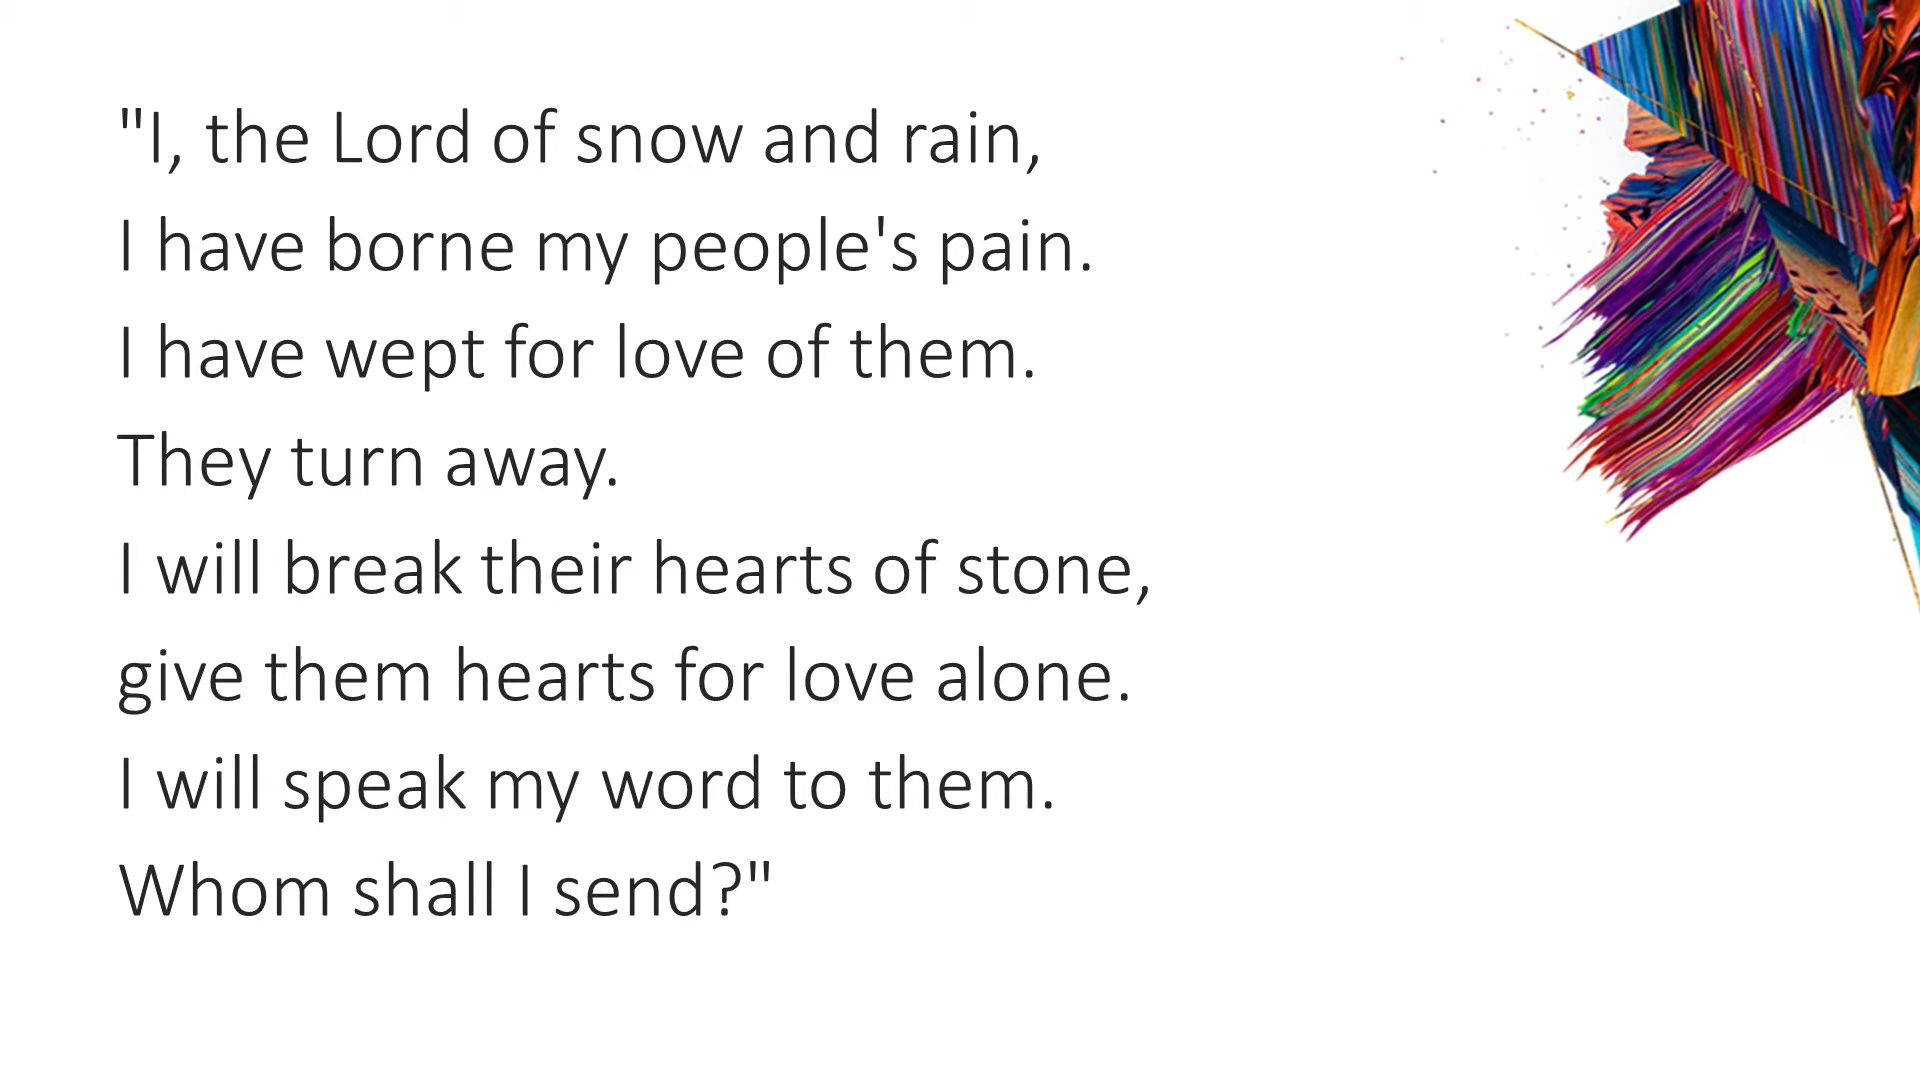 "I, the Lord of snow and rain,
I have borne my people's pain.
I have wept for love of them.
They turn away.
I will break their hearts of stone,
give them hearts for love alone.
I will speak my word to them.
Whom shall I send?"